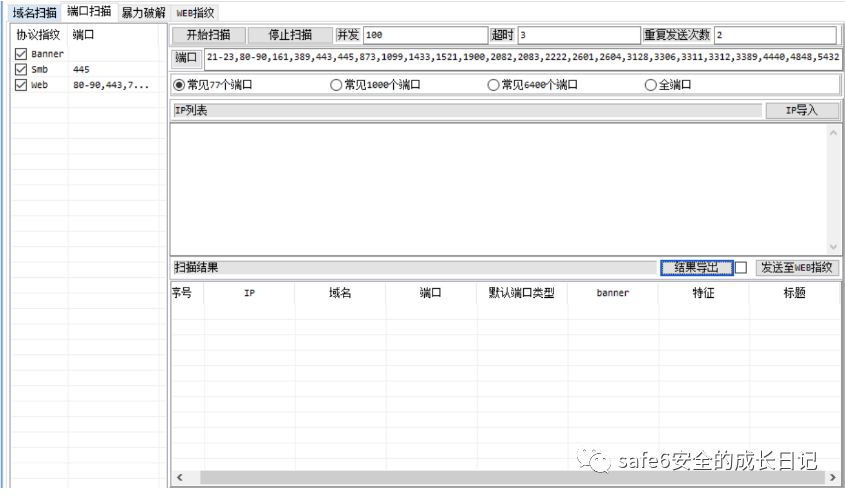 域名扫描 端口扫描 暴力破解 WEB指纹
协议指纹 端口
Banner
Smb 445
Web 80-90,443,7...
开始扫描 停止扫描 并发 100 超时 3 重复发送次数 2
端口 21-23,80-90,161,389,443,445,873,1099,1433,1521,1900,2082,2083,2222,2601,2604,3128,3306,3311,3312,3389,4440,4848,5432
常见77个端口 常见1000个端口 常见6400个端口 全端口
IP列表 IP导入
扫描结果 结果导出 发送至WEB指纹
序号 IP 域名 端口 默认端口类型 banner 特征 标题
safe6安全的成长日记